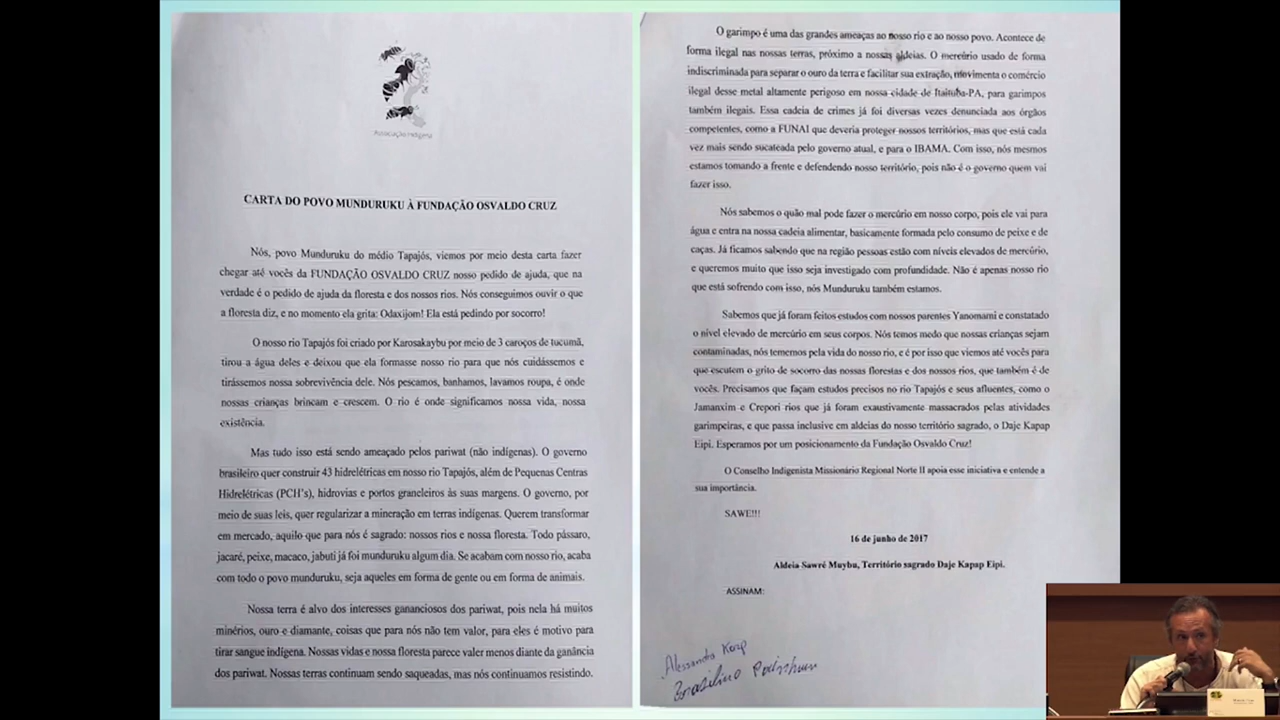 Associação Indígena
CARTA DO POVO MUNDURUKU À FUNDAÇÃO OSVALDO CRUZ
Nós, povo Munduruku do médio Tapajós, viemos por meio desta carta fazer
chegar até vocês da FUNDAÇÃO OSVALDO CRUZ nosso pedido de ajuda, que na
verdade é o pedido de ajuda da floresta e dos nossos rios. Nós conseguimos ouvir o que
a floresta diz, e no momento ela grita: Odaxijom! Ela está pedindo por socorro!
O nosso rio Tapajós foi criado por Karosakaybu por meio de 3 caroços de tucumã,
tirou a água deles e deixou que ela formasse nosso rio para que nós cuidássemos e
tirássemos nossa sobrevivência dele. Nós pescamos, banhamos, lavamos roupa, é onde
nossas crianças brincam e crescem. O rio é onde significamos nossa vida, nossa
existência.
Mas tudo isso está sendo ameaçado pelos pariwat (não indígenas). O governo
brasileiro quer construir 43 hidrelétricas em nosso rio Tapajós, além de Pequenas Centras
Hidrelétricas (PCH's), hidrovias e portos graneleiros às suas margens. O governo, por
meio de suas leis, quer regularizar a mineração em terras indígenas. Querem transformar
em mercado, aquilo que para nós é sagrado: nossos rios e nossa floresta. Todo pássaro,
jacaré, peixe, macaco, jabuti já foi munduruku algum dia. Se acabam com nosso rio, acaba
com todo o povo munduruku, seja aqueles em forma de gente ou em forma de animais.
Nossa terra é alvo dos interesses gananciosos dos pariwat, pois nela há muitos
minérios, ouro e diamante, coisas que para nós não tem valor, para eles é motivo para
tirar sangue indígena. Nossas vidas e nossa floresta parece valer menos diante da ganância
dos pariwat. Nossas terras continuam sendo saqueadas, mas nós continuamos resistindo.
O garimpo é uma das grandes ameaças ao nosso rio e ao nosso povo. Acontece de
forma ilegal nas nossas terras, próximo a nossas aldeias. O mercúrio usado de forma
indiscriminada para separar o ouro da terra e facilitar sua extração, movimenta o comércio
ilegal desse metal altamente perigoso em nossa cidade de Itaituba-PA, para garimpos
também ilegais. Essa cadeia de crimes já foi diversas vezes denunciada aos órgãos
competentes, como a FUNAI que deveria proteger nossos territórios, mas que está cada
vez mais sendo sucateada pelo governo atual, e para o IBAMA. Com isso, nós mesmos
estamos tomando a frente e defendendo nosso território, pois não é o governo quem vai
fazer isso.
Nós sabemos o quão mal pode fazer o mercúrio em nosso corpo, pois ele vai para
água e entra na nossa cadeia alimentar, basicamente formada pelo consumo de peixe e de
caças. Já ficamos sabendo que na região pessoas estão com níveis elevados de mercúrio,
e queremos muito que isso seja investigado com profundidade. Não é apenas nosso rio
que está sofrendo com isso, nós Munduruku também estamos.
Sabemos que já foram feitos estudos com nossos parentes Yanomami e constatado
o nível elevado de mercúrio em seus corpos. Nós temos medo que nossas crianças sejam
contaminadas, nós tememos pela vida do nosso rio, e é por isso que viemos até vocês para
que escutem o grito de socorro das nossas florestas e dos nossos rios, que também é de
vocês. Precisamos que façam estudos precisos no rio Tapajós e seus afluentes, como o
Jamanxim e Crepori rios que já foram exaustivamente massacrados pelas atividades
garimpeiras, e que passa inclusive em aldeias do nosso território sagrado, o Daje Kapap
Eipi. Esperamos por um posicionamento da Fundação Osvaldo Cruz!
O Conselho Indigenista Missionário Regional Norte II apoia esse iniciativa e entende a
sua importância.
SAWE!!!
16 de junho de 2017
Aldeia Sawré Muybu, Território sagrado Daje Kapap Eipi.
ASSINAM:
Alessandra Korap
Brasilino